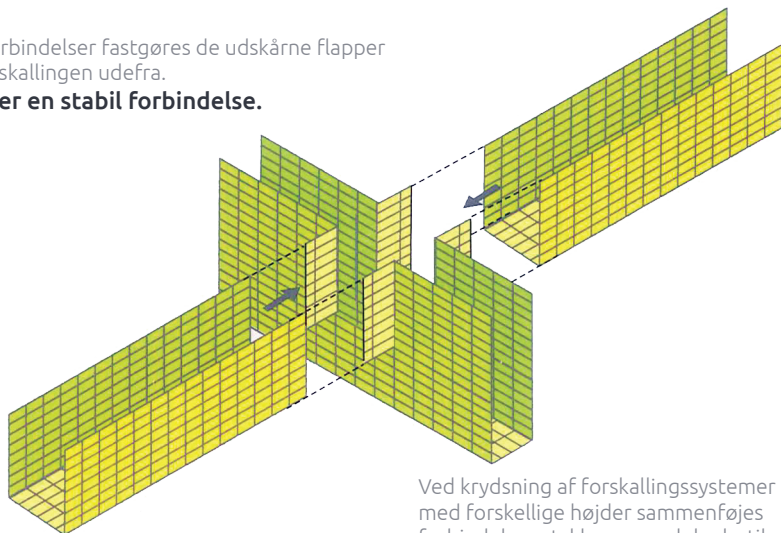 rbindelser fastgøres de udskårne flapper
skallingen udefra.
er en stabil forbindelse.
Ved krydsning af forskallingssystemer
med forskellige højder sammenføjes